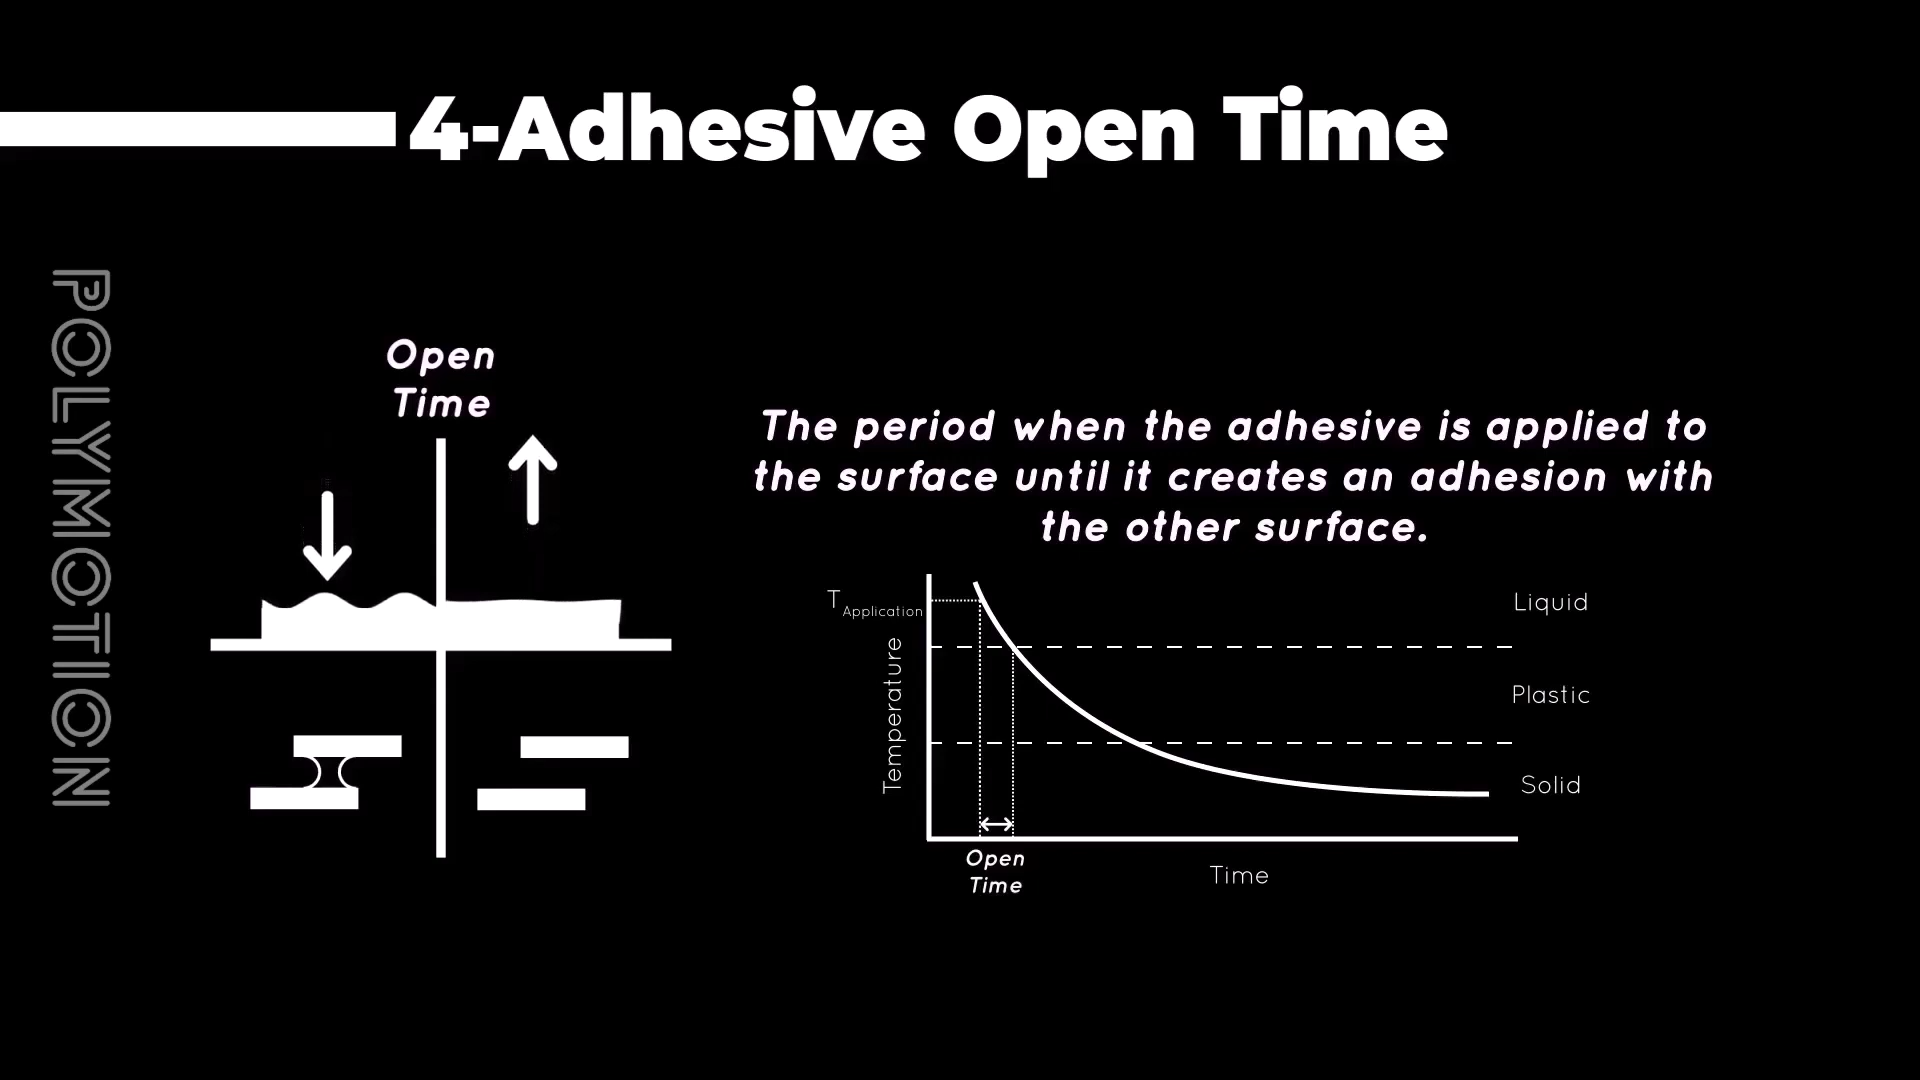 4-Adhesive Open Time
POLYMOTION
Open
Time
The period when the adhesive is applied to
the surface until it creates an adhesion with
the other surface.
TApplication
Temperature
Liquid
Plastic
Solid
Open
Time
Time